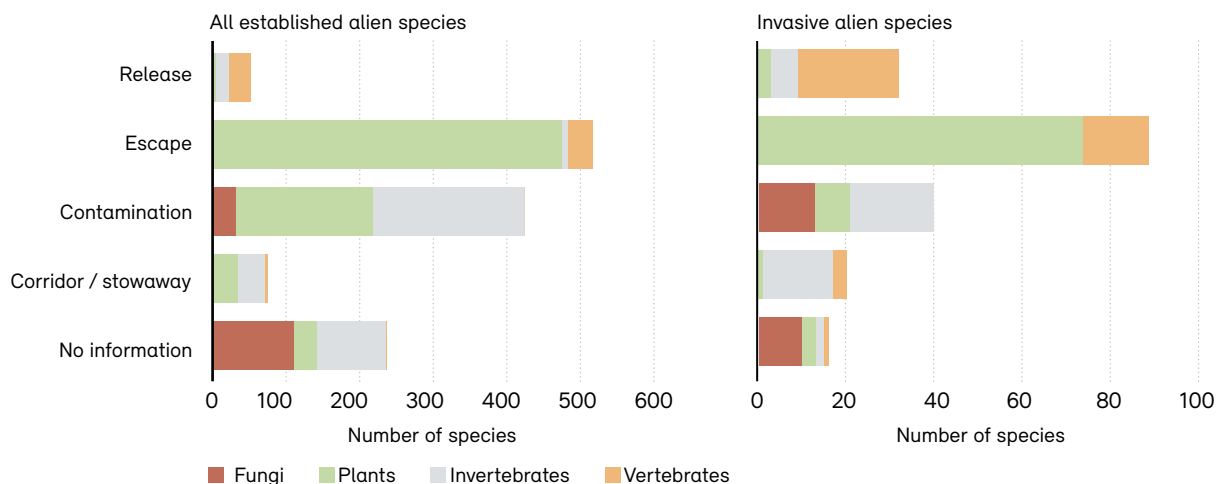 All established alien species
Invasive alien species
Release
Escape
Contamination
Corridor / stowaway
No information
0 100 200 300 400 500 600
0 20 40 60 80 100
Number of species
Number of species
Fungi Plants Invertebrates Vertebrates